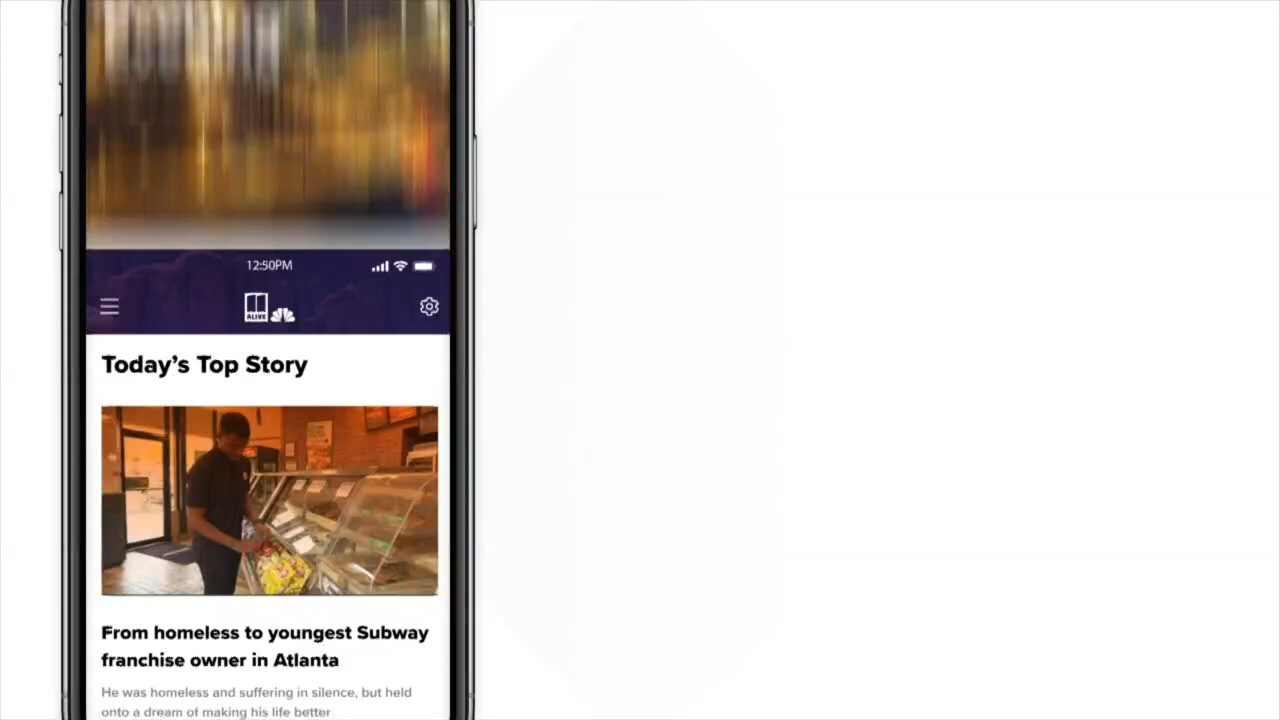 12:50PM
ALIVE
Today's Top Story
From homeless to youngest Subway
franchise owner in Atlanta
He was homeless and suffering in silence, but held
onto a dream of making his life better